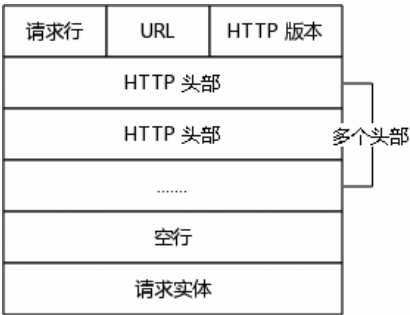 请求行 URL HTTP 版本
HTTP 头部
HTTP 头部
多个头部
.......
空行
请求实体